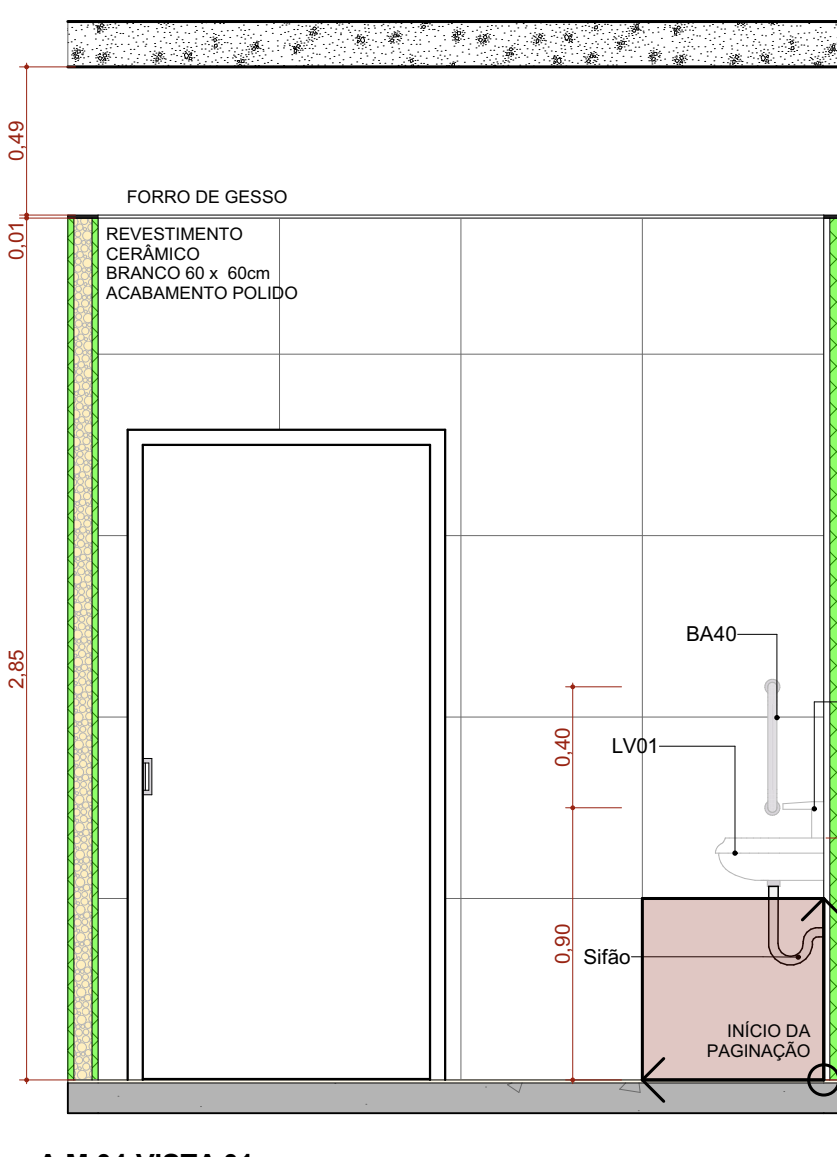 0,49
FORRO DE GESSO
0,01
REVESTIMENTO
CERÂMICO
BRANCO 60 x 60cm
ACABAMENTO POLIDO
2,85
BA40
0,40
LV01
0,90
Sifão
INÍCIO DA
PAGINAÇÃO